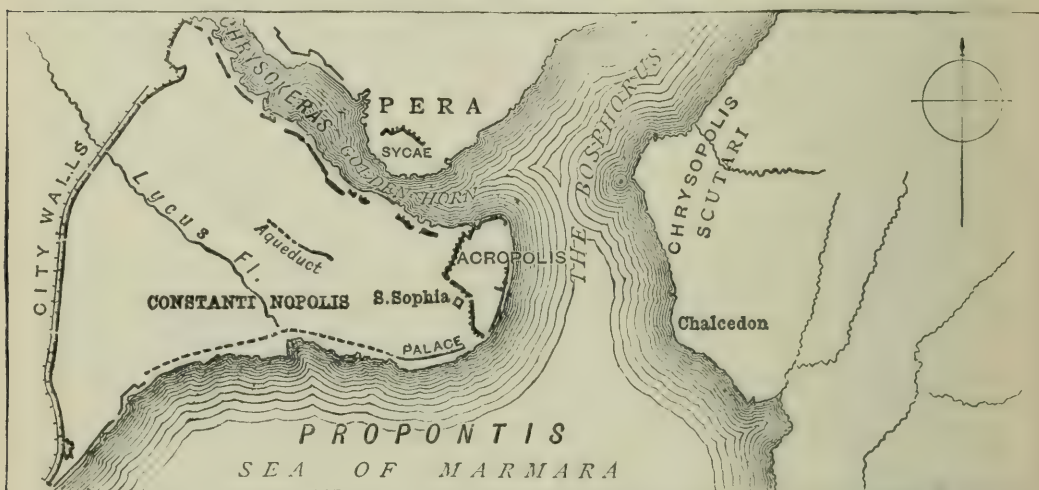 CHRYSOKERAS
GOLDEN HORN
PERA
SYCAE
THE BOSPHORUS
CHRYSOPOLIS
SCUTARI
CITY WALLS
Lycus Fl.
Aqueduct
ACROPOLIS
CONSTANTINOPOLIS
S. Sophia
PALACE
Chalcedon
PROPONTIS
SEA OF MARMARA